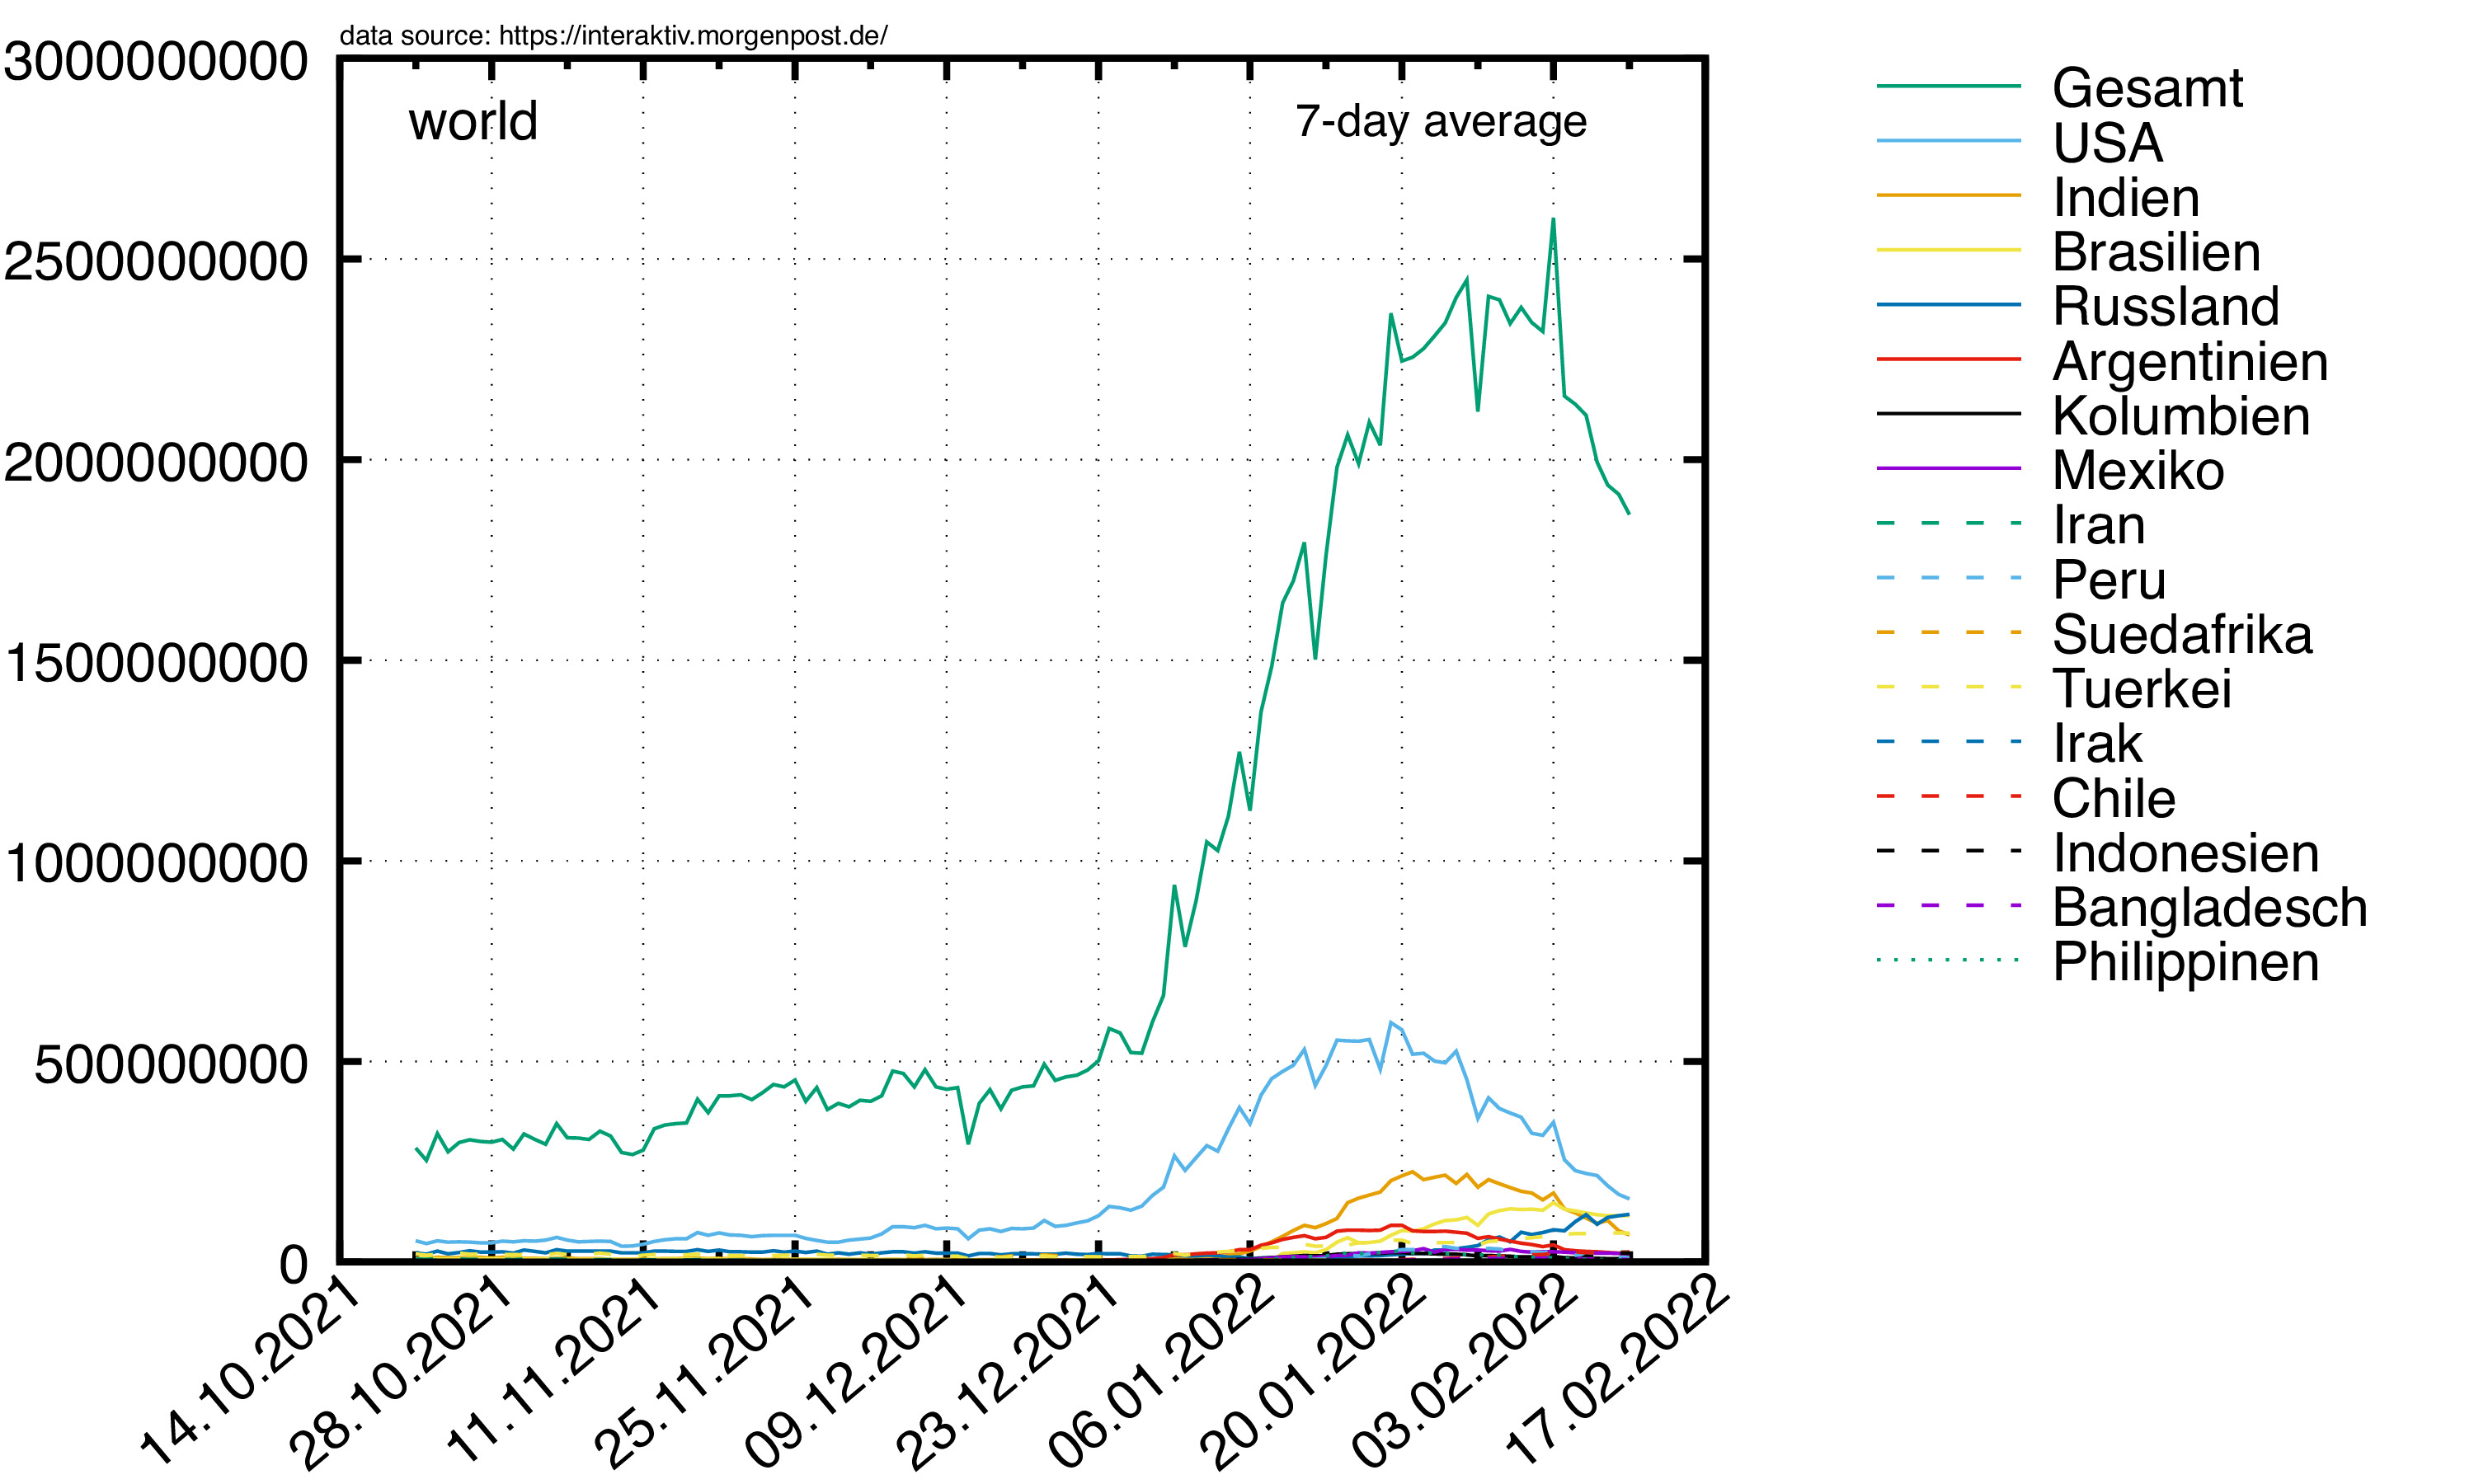 data source: https://interaktiv.morgenpost.de/
3000000000
2500000000
2000000000
1500000000
1000000000
500000000
0
world
7-day average
14.10.2021
28.10.2021
11.11.2021
25.11.2021
09.12.2021
23.12.2021
06.01.2022
20.01.2022
03.02.2022
17.02.2022
Gesamt
USA
Indien
Brasilien
Russland
Argentinien
Kolumbien
Mexiko
Iran
Peru
Suedafrika
Tuerkei
Irak
Chile
Indonesien
Bangladesch
Philippinen